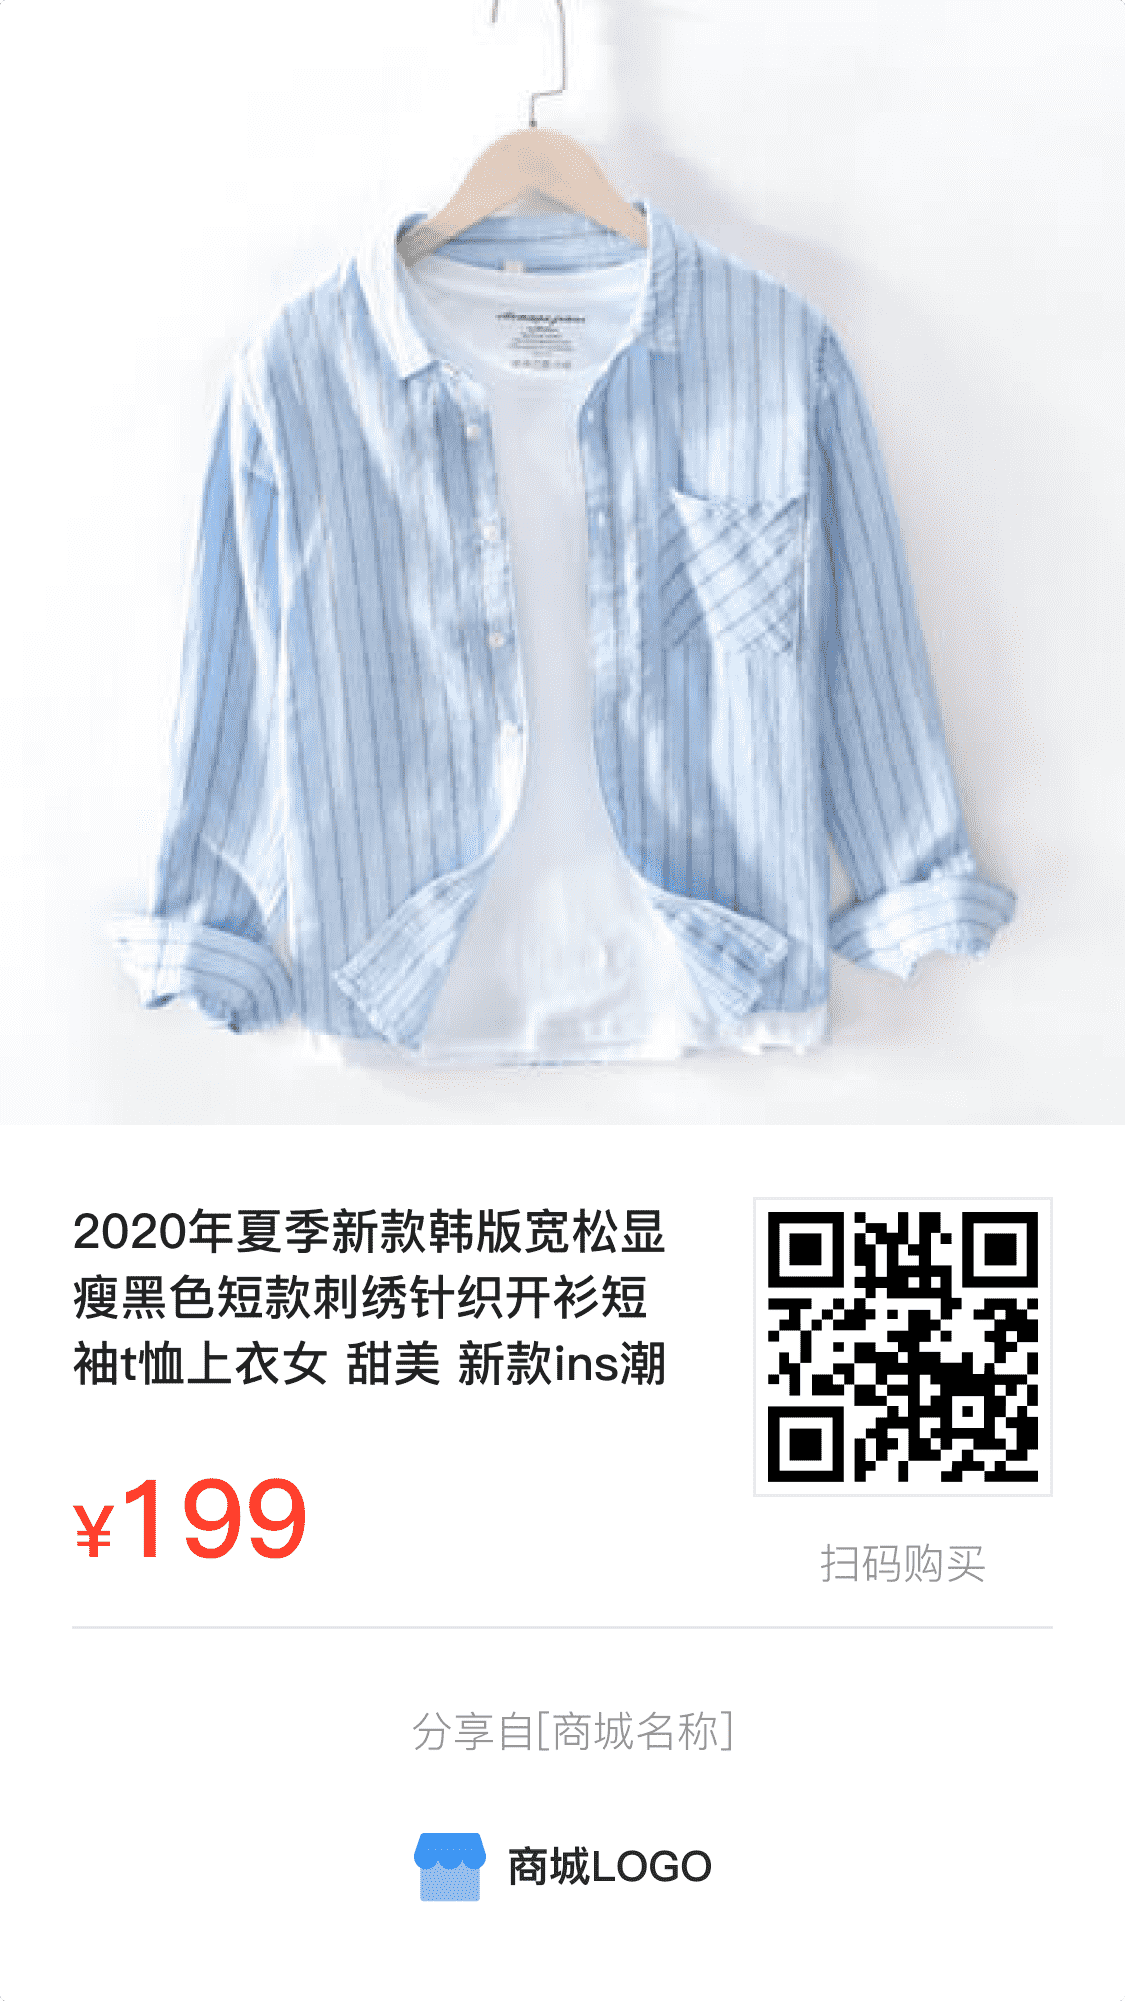 2020年夏季新款韩版宽松显
瘦黑色短款刺绣针织开衫短
袖t恤上衣女 甜美 新款ins潮
¥199
扫码购买
分享自[商城名称]
商城LOGO